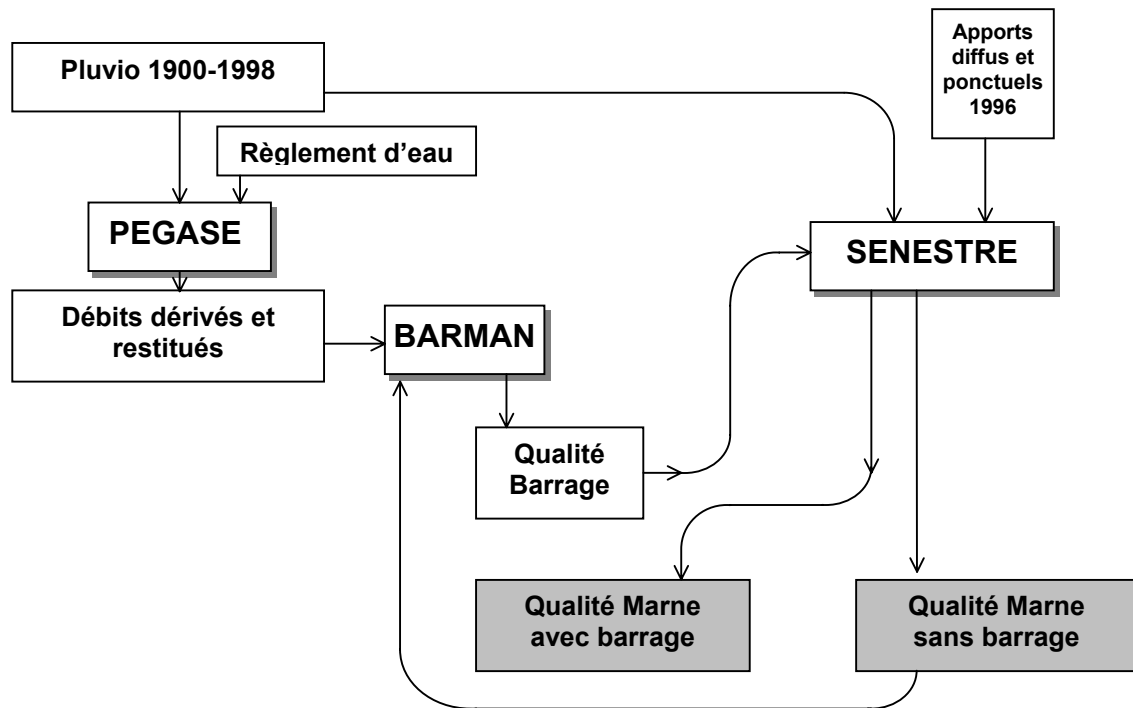 Pluvio 1900-1998
Apports
diffus et
ponctuels
1996
Règlement d'eau
PEGASE
SENESTRE
Débits dérivés et
restitués
BARMAN
Qualité
Barrage
Qualité Marne
avec barrage
Qualité Marne
sans barrage